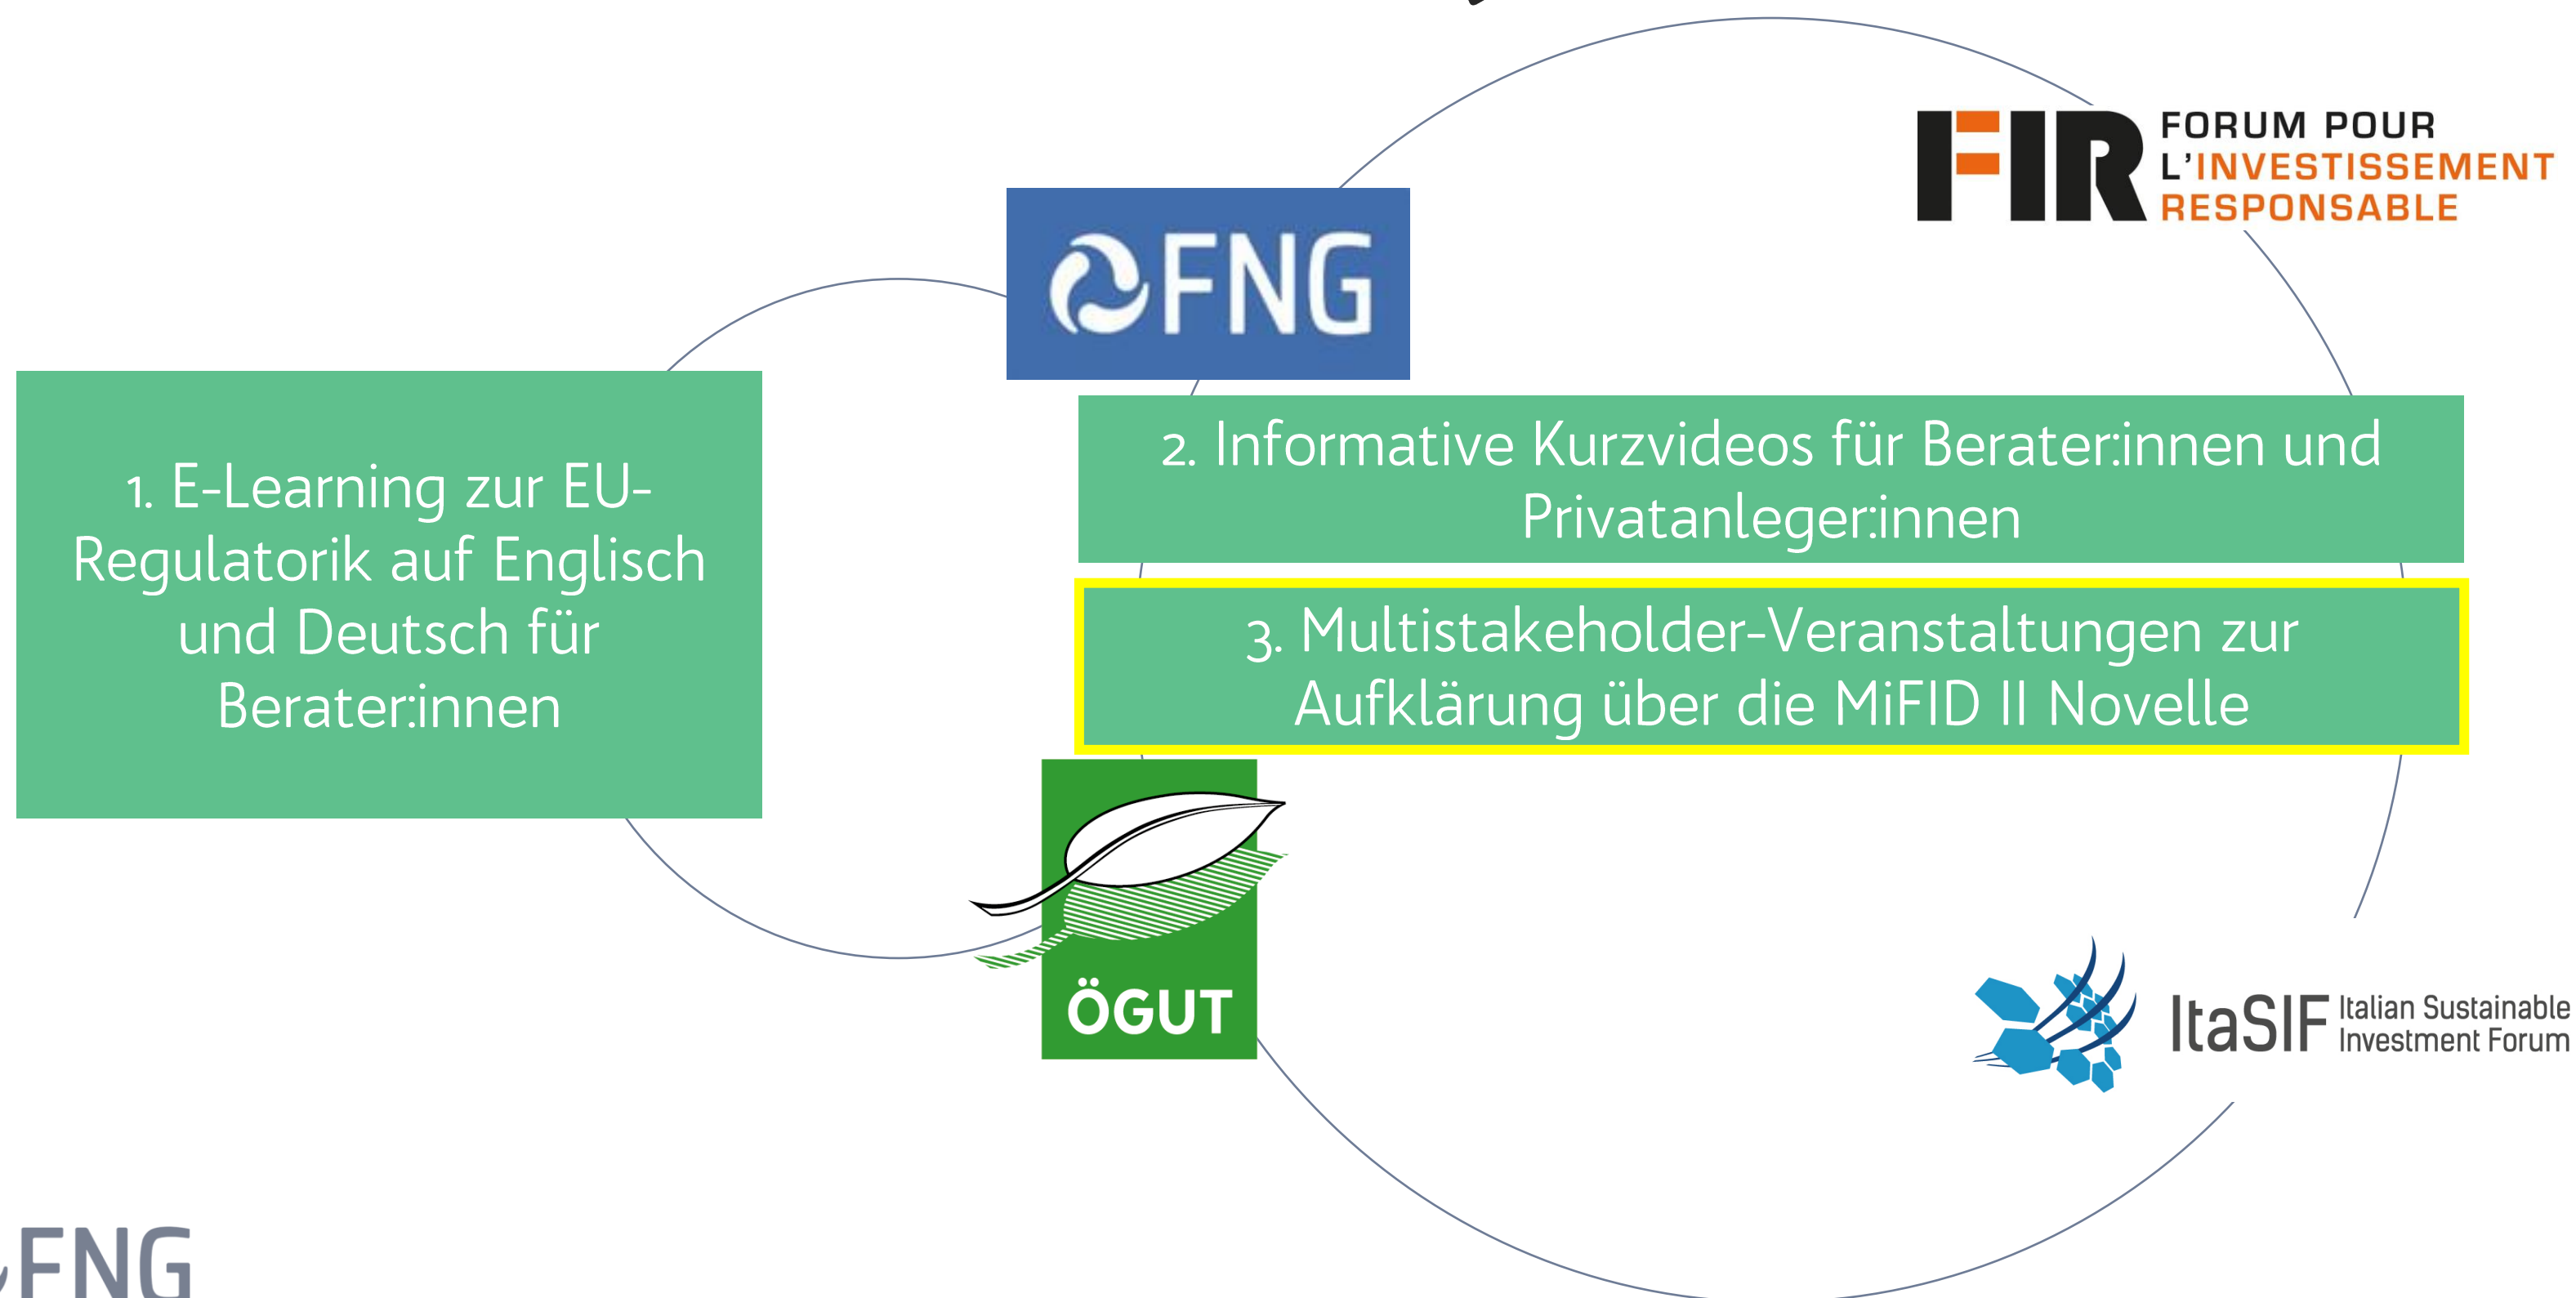 FIR
FORUM POUR
L'INVESTISSEMENT
RESPONSABLE
FNG
1. E-Learning zur EU-
Regulatorik auf Englisch
und Deutsch für
Berater:innen
2. Informative Kurzvideos für Berater:innen und
Privatanleger:innen
3. Multistakeholder-Veranstaltungen zur
Aufklärung über die MiFID II Novelle
ÖGUT
ItaSIF
Italian Sustainable
Investment Forum
FNG